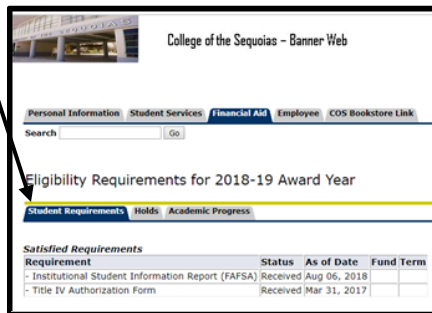 College of the Sequoias – Banner Web
Personal Information Student Services Financial Aid Employee COS Bookstore Link
Search Go
Eligibility Requirements for 2018-19 Award Year
Student Requirements Holds Academic Progress
Satisfied Requirements
Requirement Status As of Date Fund Term
- Institutional Student Information Report (FAFSA) Received Aug 06, 2018
- Title IV Authorization Form Received Mar 31, 2017